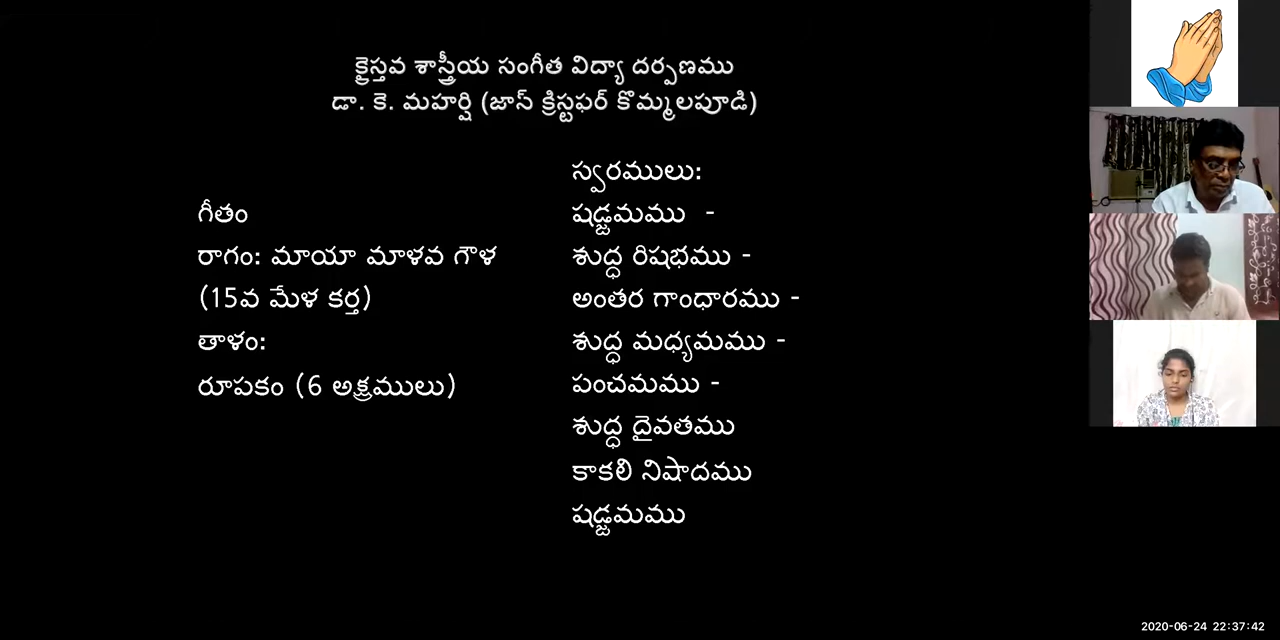 క్రైస్తవ శాస్త్రీయ సంగీత విద్యా దర్పణము
డా. కె. మహర్షి (జాస్ క్రిస్టఫర్ కొమ్మలపూడి)
గీతం
రాగం: మాయా మాళవ గౌళ
(15వ మేళ కర్త)
తాళం:
రూపకం (6 అక్షరములు)
స్వరములు:
షడ్జమము -
శుద్ధ రిషభము -
అంతర గాంధారము -
శుద్ధ మధ్యమము -
పంచమము -
శుద్ధ దైవతము
కాకలి నిషాదము
షడ్జమము
2020-06-24 22:37:42